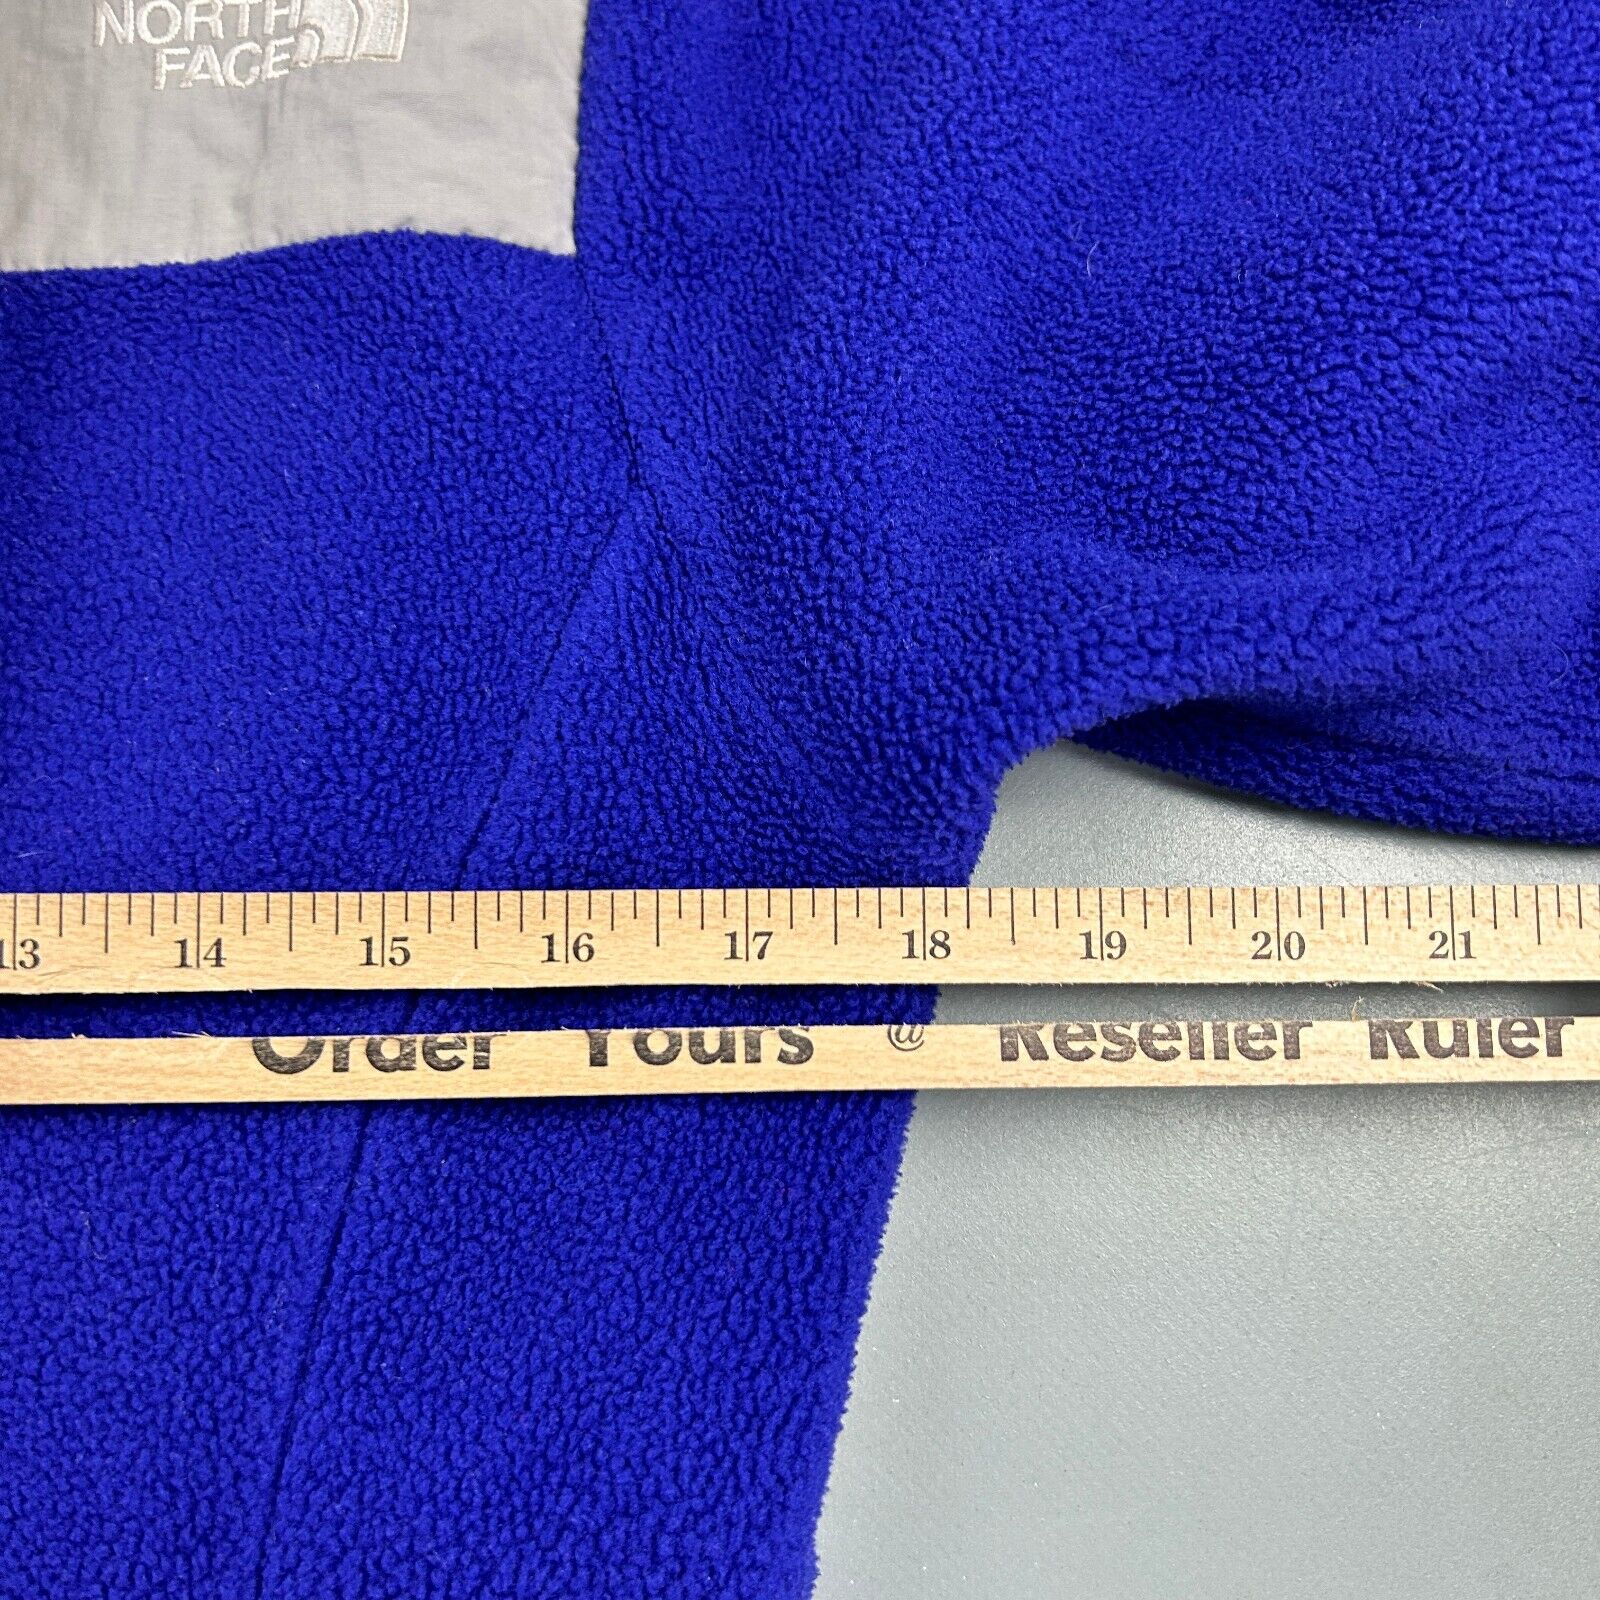 NORTH
FACE
13 14 15 16 17 18 19 20 21
Order Yours @ Reseller Ruler